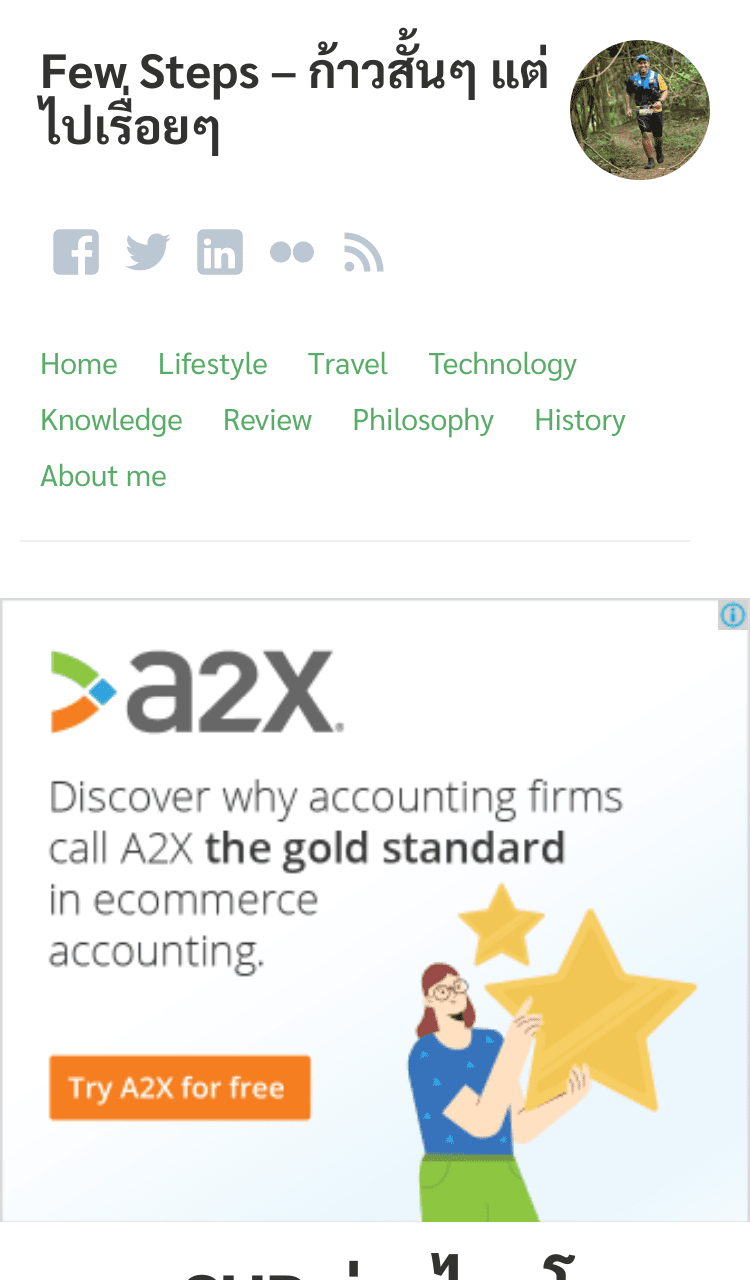 Few Steps – ก้าวสั้นๆ แต่
ไปเรื่อยๆ
Home Lifestyle Travel Technology
Knowledge Review Philosophy History
About me
a2x
Discover why accounting firms
call A2X the gold standard
in ecommerce
accounting.
Try A2X for free